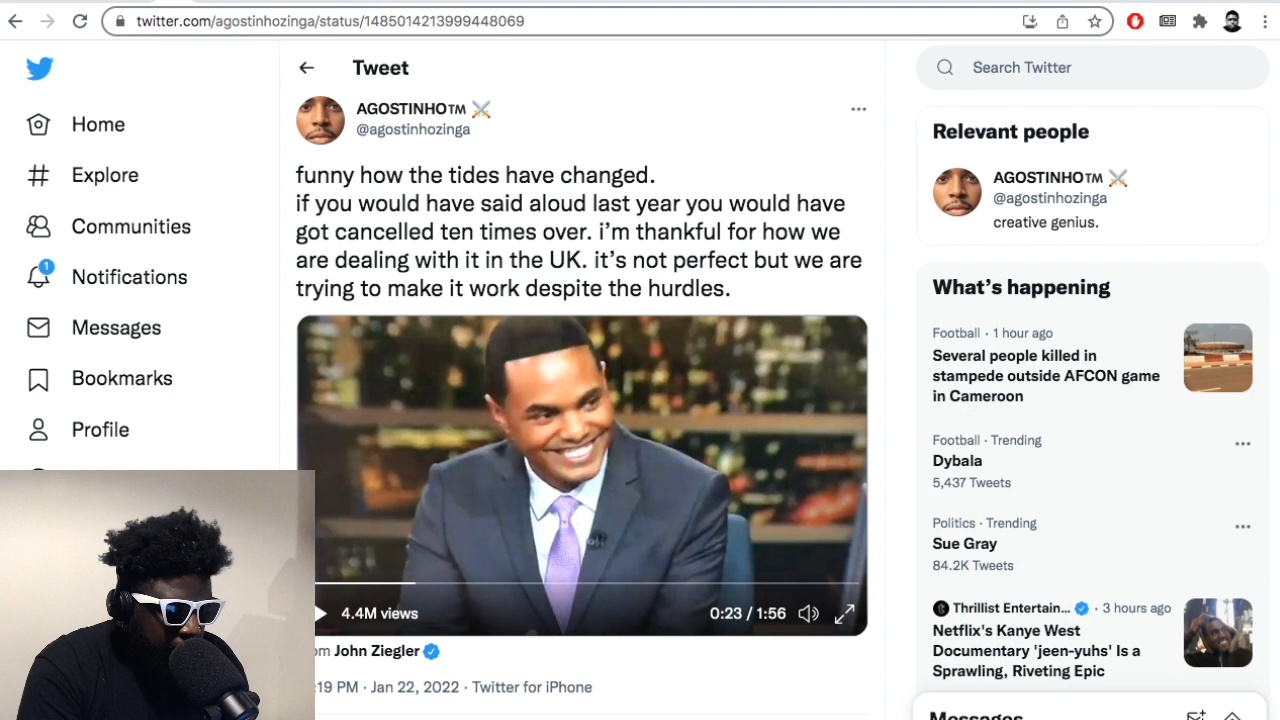 twitter.com/agostinhozinga/status/1485014213999448069
Home
Explore
Communities
1
Notifications
Messages
Bookmarks
Profile
Tweet
AGOSTINHO™ ⚔️
@agostinhozinga
funny how the tides have changed.
if you would have said aloud last year you would have
got cancelled ten times over. i'm thankful for how we
are dealing with it in the UK. it's not perfect but we are
trying to make it work despite the hurdles.
4.4M views
0:23 / 1:56
John Ziegler
:19 PM · Jan 22, 2022 · Twitter for iPhone
Search Twitter
Relevant people
AGOSTINHO™ ⚔️
@agostinhozinga
creative genius.
What's happening
Football · 1 hour ago
Several people killed in
stampede outside AFCON game
in Cameroon
Football · Trending
Dybala
5,437 Tweets
Politics · Trending
Sue Gray
84.2K Tweets
Thrillist Entertain... · 3 hours ago
Netflix's Kanye West
Documentary 'jeen-yuhs' Is a
Sprawling, Riveting Epic
Messages